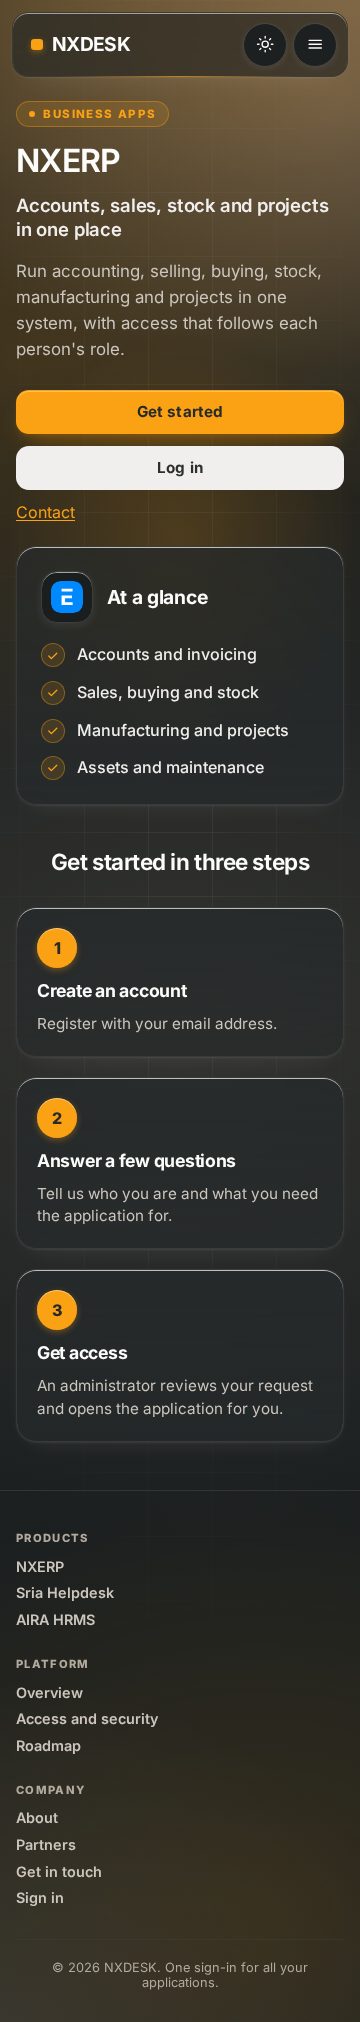 NXDESK
BUSINESS APPS
NXERP
Accounts, sales, stock and projects
in one place
Run accounting, selling, buying, stock,
manufacturing and projects in one
system, with access that follows each
person's role.
Get started
Log in
Contact
At a glance
Accounts and invoicing
Sales, buying and stock
Manufacturing and projects
Assets and maintenance
Get started in three steps
1
Create an account
Register with your email address.
2
Answer a few questions
Tell us who you are and what you need
the application for.
3
Get access
An administrator reviews your request
and opens the application for you.
PRODUCTS
NXERP
Sria Helpdesk
AIRA HRMS
PLATFORM
Overview
Access and security
Roadmap
COMPANY
About
Partners
Get in touch
Sign in
© 2026 NXDESK. One sign-in for all your
applications.